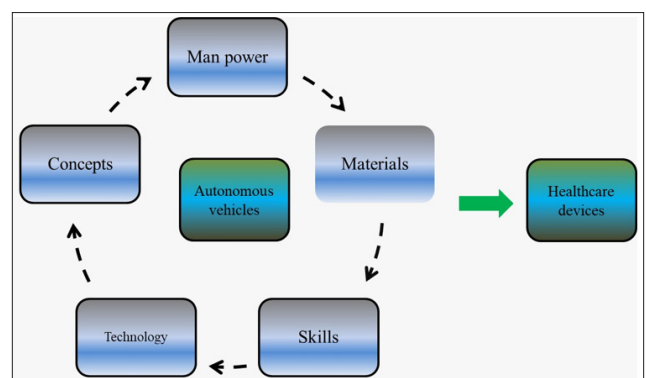 Man power
Concepts
Materials
Autonomous
vehicles
Healthcare
devices
Technology
Skills